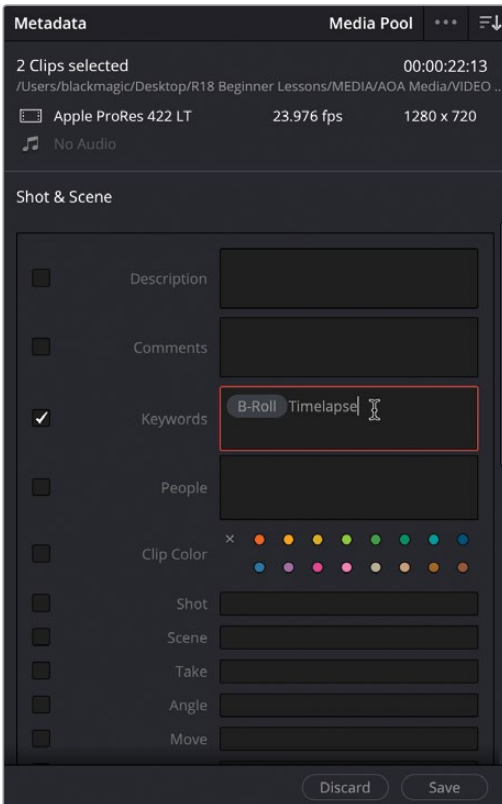 Metadata Media Pool •••
2 Clips selected 00:00:22:13
/Users/blackmagic/Desktop/R18 Beginner Lessons/MEDIA/AOA Media/VIDEO ..
Apple ProRes 422 LT 23.976 fps 1280 x 720
No Audio
Shot & Scene
Description
Comments
Keywords B-Roll Timelapse
People
Clip Color
Shot
Scene
Take
Angle
Move
Discard Save